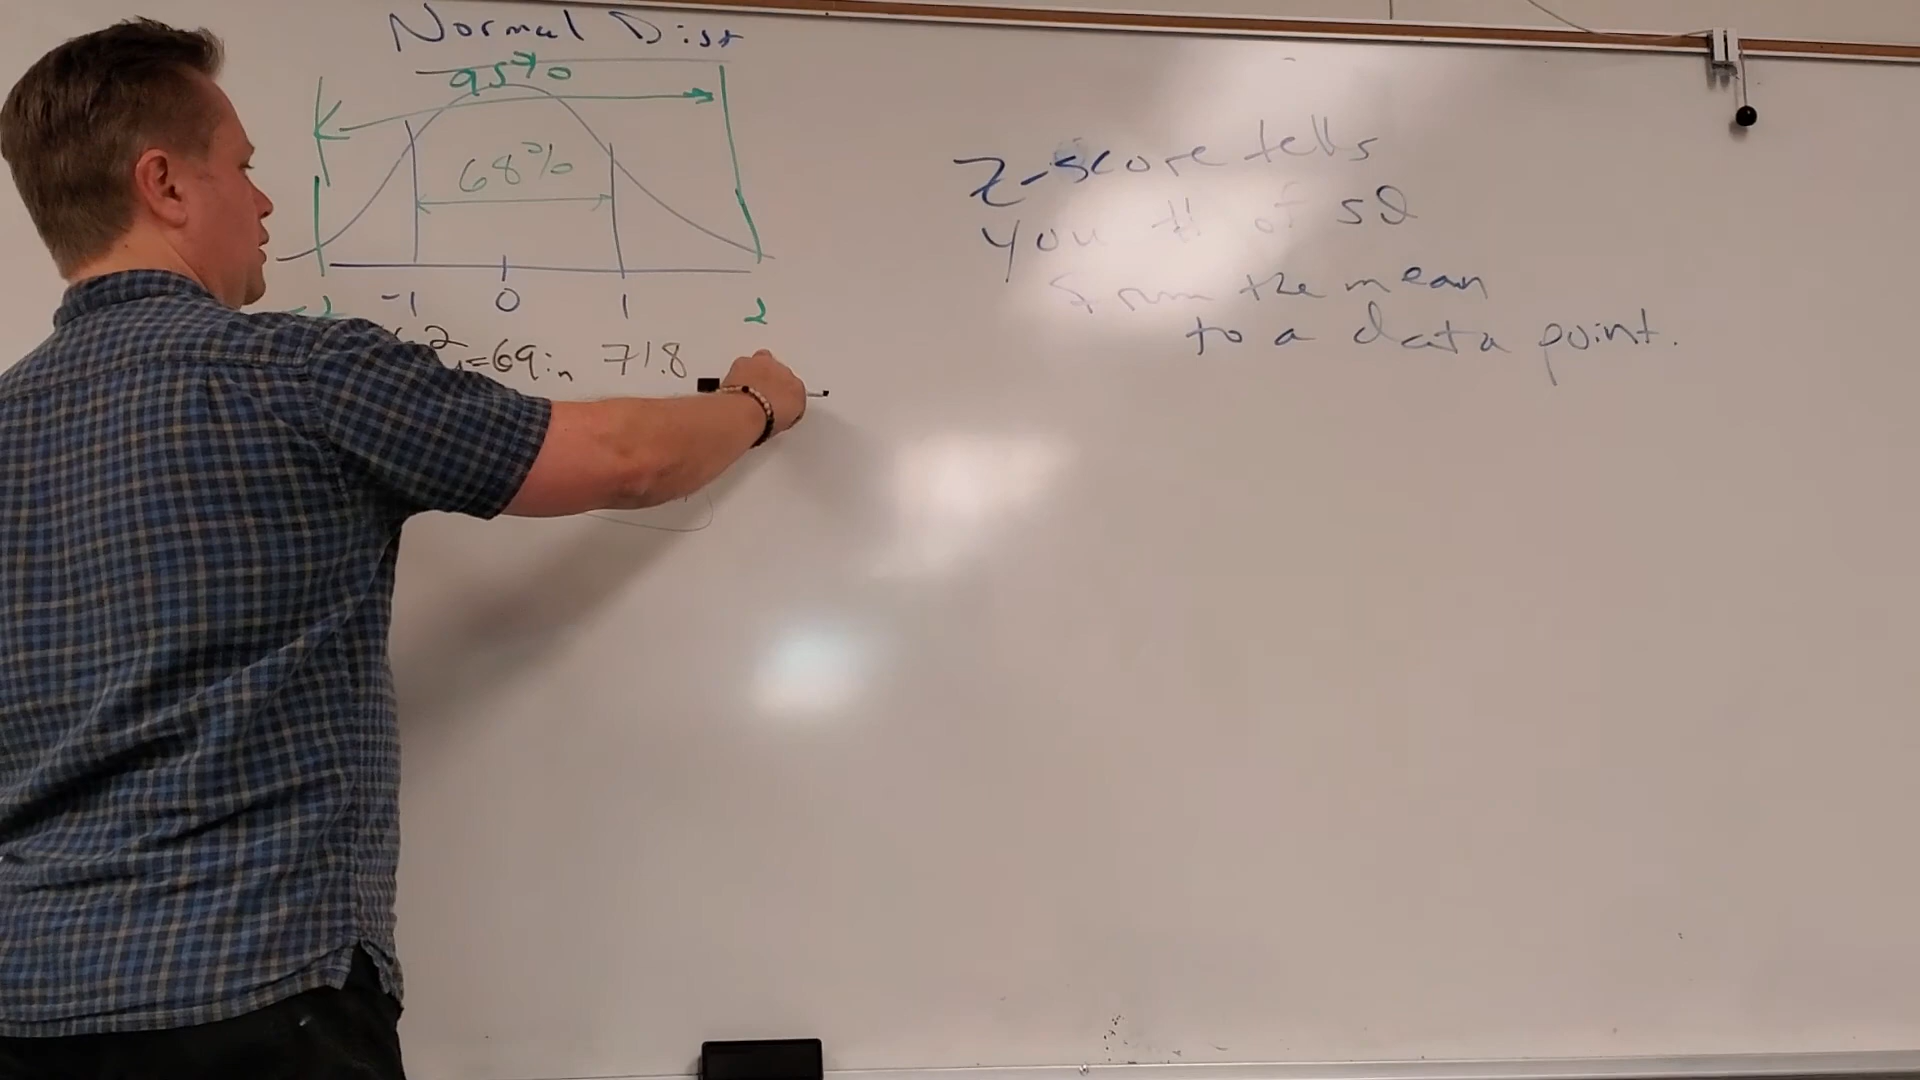 Normal Dist
95%
68%
-1 0 1 2
=69in 71.8
Z-score tells
you # of SD
from the mean
to a data point.